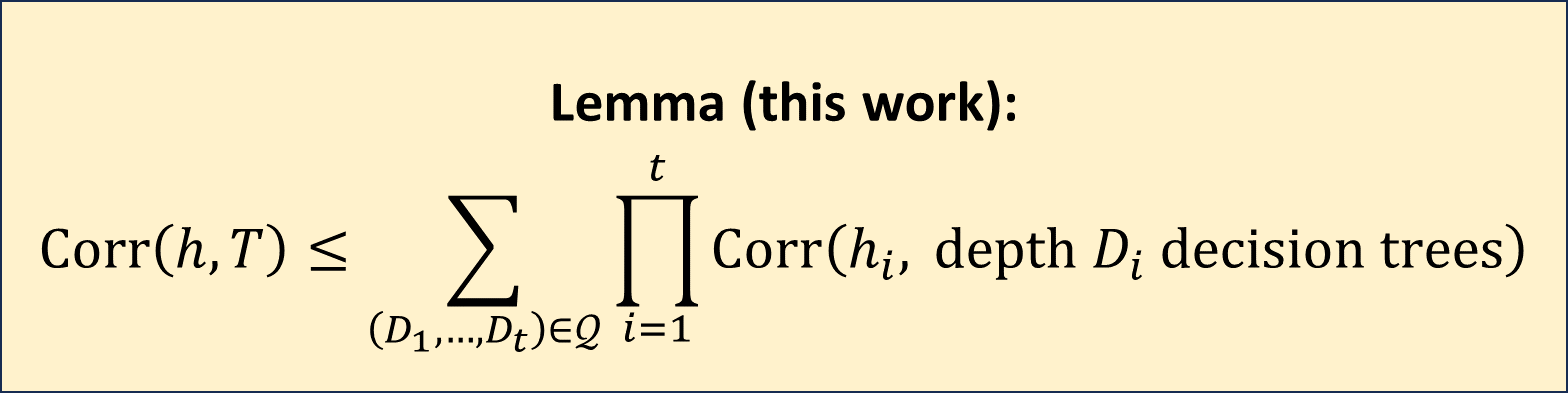 Lemma (this work):
Corr(h, T) ≤ ∑_{(D_1,…,D_t)∈𝒬} ∏_{i=1}^{t} Corr(h_i, depth D_i decision trees)